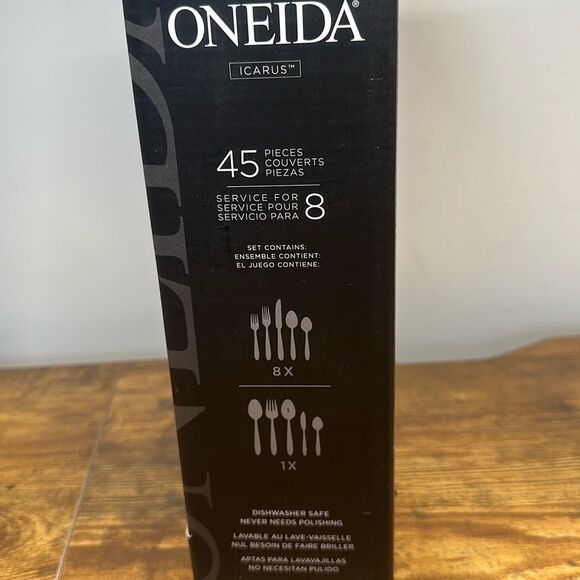 ONEIDA®
ICARUS™
45 PIECES
COUVERTS
PIEZAS
SERVICE FOR
SERVICE POUR
SERVICIO PARA 8
SET CONTAINS:
ENSEMBLE CONTIENT:
EL JUEGO CONTIENE:
8X
1X
DISHWASHER SAFE
NEVER NEEDS POLISHING
LAVABLE AU LAVE-VAISSELLE
NUL BESOIN DE FAIRE BRILLER
APTAS PARA LAVAVAJILLAS
NO NECESITAN PULIDO
ONEIDA